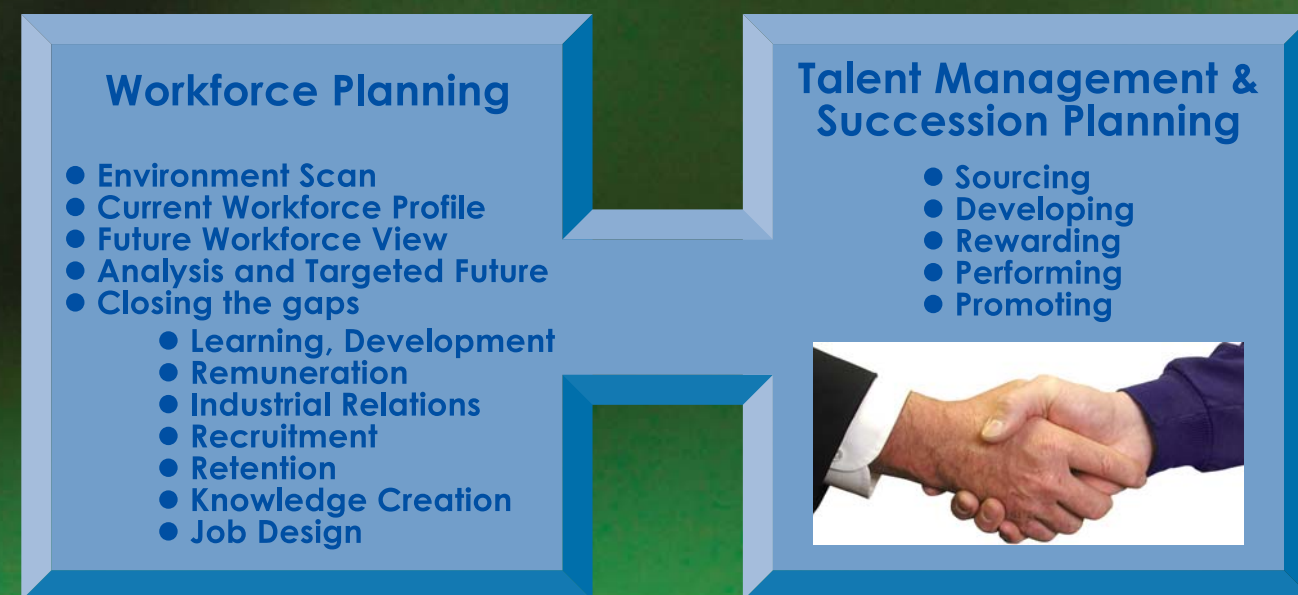 Workforce Planning
● Environment Scan
● Current Workforce Profile
● Future Workforce View
● Analysis and Targeted Future
● Closing the gaps
● Learning, Development
● Remuneration
● Industrial Relations
● Recruitment
● Retention
● Knowledge Creation
● Job Design
Talent Management &
Succession Planning
● Sourcing
● Developing
● Rewarding
● Performing
● Promoting